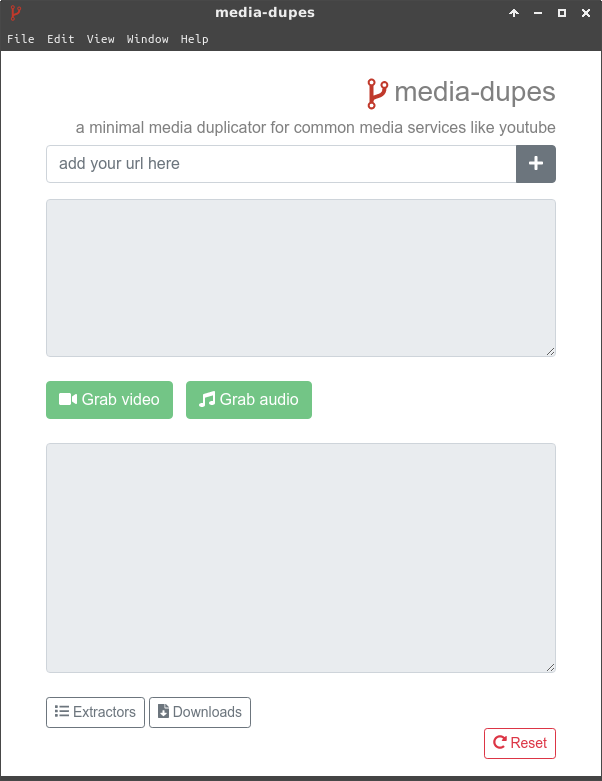 media-dupes
File Edit View Window Help
media-dupes
a minimal media duplicator for common media services like youtube
add your url here
Grab video Grab audio
Extractors Downloads
Reset